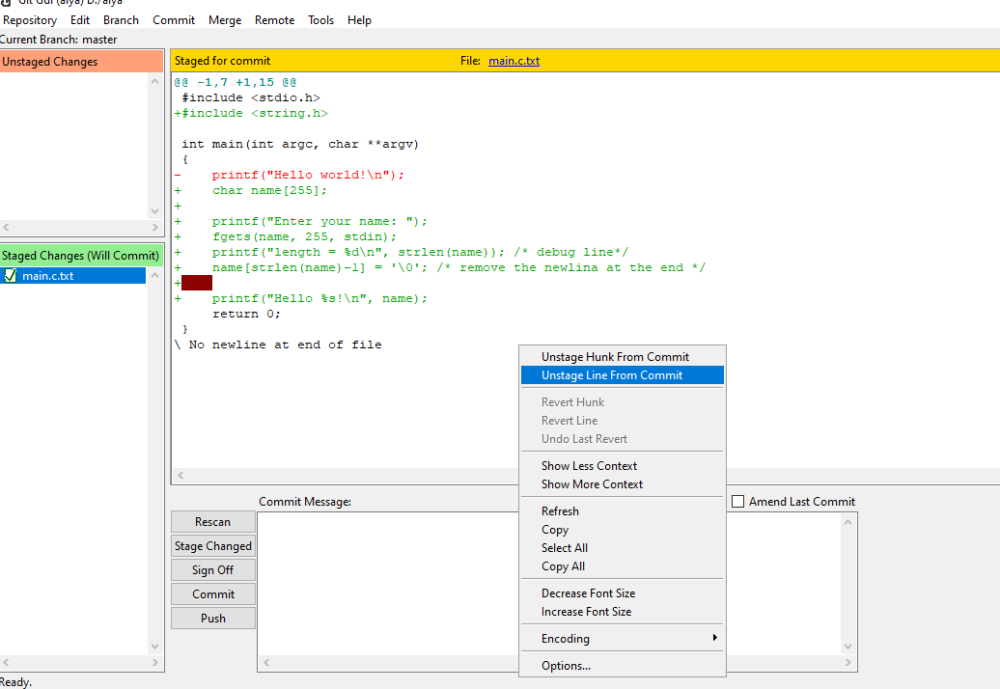 Git Gui (aiya) D:/aiya
Repository Edit Branch Commit Merge Remote Tools Help
Current Branch: master
Unstaged Changes
Staged for commit File: main.c.txt
@@ -1,7 +1,15 @@
 #include <stdio.h>
+#include <string.h>
 int main(int argc, char **argv)
 {
-    printf("Hello world!\n");
+    char name[255];
+
+    printf("Enter your name: ");
+    fgets(name, 255, stdin);
+    printf("length = %d\n", strlen(name)); /* debug line*/
+    name[strlen(name)-1] = '\0'; /* remove the newlina at the end */
+
+    printf("Hello %s!\n", name);
     return 0;
 }
\ No newline at end of file
Staged Changes (Will Commit)
main.c.txt
Unstage Hunk From Commit
Unstage Line From Commit
Revert Hunk
Revert Line
Undo Last Revert
Show Less Context
Show More Context
Refresh
Copy
Select All
Copy All
Decrease Font Size
Increase Font Size
Encoding
Options...
Commit Message:
Amend Last Commit
Rescan
Stage Changed
Sign Off
Commit
Push
Ready.